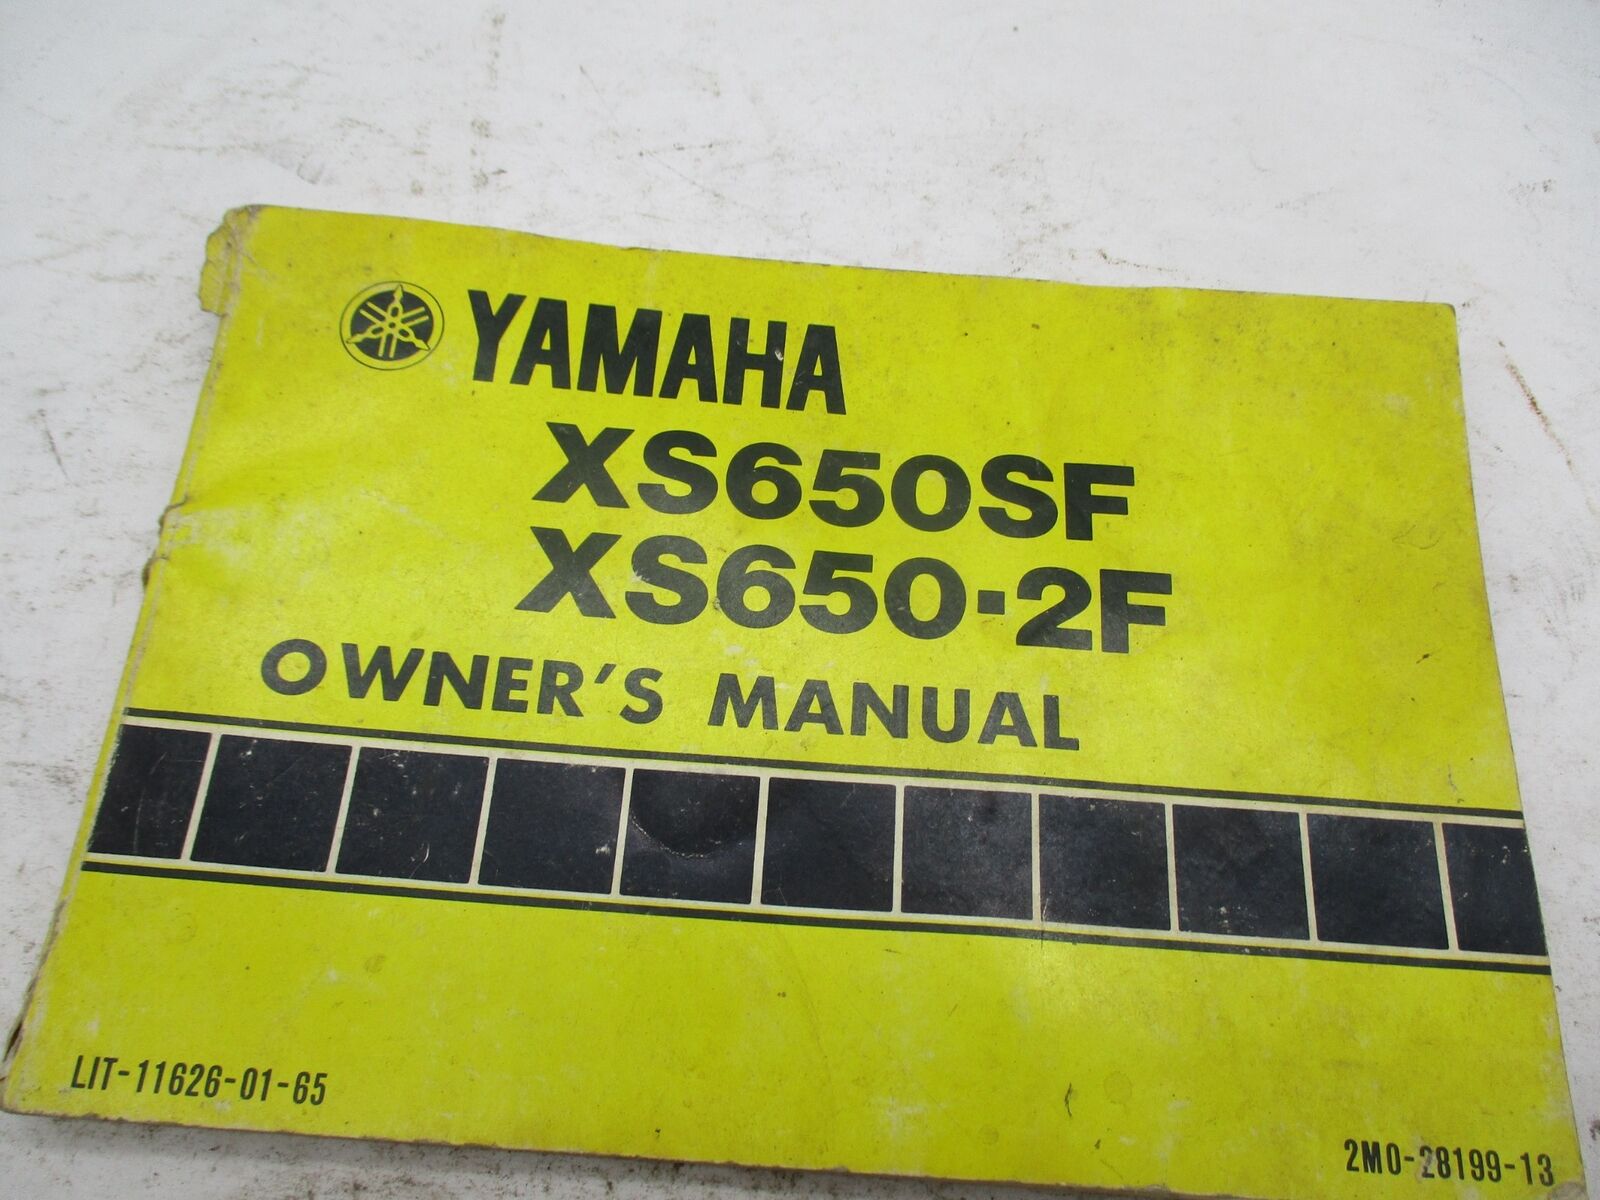 YAMAHA
XS650SF
XS650-2F
OWNER'S MANUAL
LIT-11626-01-65
2M0-28199-13